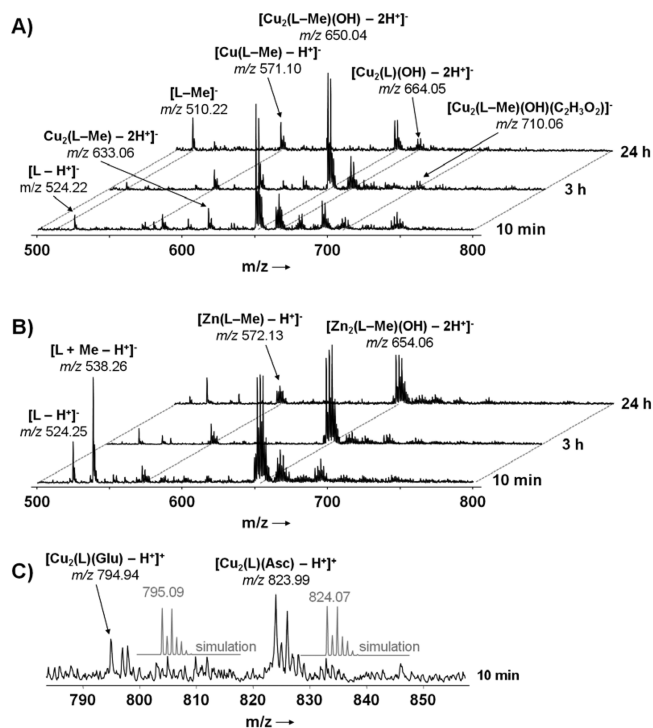 A)
[Cu₂(L–Me)(OH) – 2H⁺]⁻
m/z 650.04
[Cu(L–Me) – H⁺]⁻
m/z 571.10
[Cu₂(L)(OH) – 2H⁺]⁻
m/z 664.05
[L–Me]⁻
m/z 510.22
[Cu₂(L–Me)(OH)(C₂H₃O₂)]⁻
m/z 710.06
Cu₂(L–Me) – 2H⁺]⁻
m/z 633.06
[L – H⁺]⁻
m/z 524.22
24 h
3 h
10 min
500 600 700 800
m/z →
B)
[Zn(L–Me) – H⁺]⁻
m/z 572.13
[Zn₂(L–Me)(OH) – 2H⁺]⁻
m/z 654.06
[L + Me – H⁺]⁻
m/z 538.26
[L – H⁺]⁻
m/z 524.25
24 h
3 h
10 min
500 600 700 800
m/z →
C)
[Cu₂(L)(Glu) – H⁺]⁺
m/z 794.94
[Cu₂(L)(Asc) – H⁺]⁺
m/z 823.99
795.09
824.07
simulation
simulation
10 min
790 800 810 820 830 840 850
m/z →